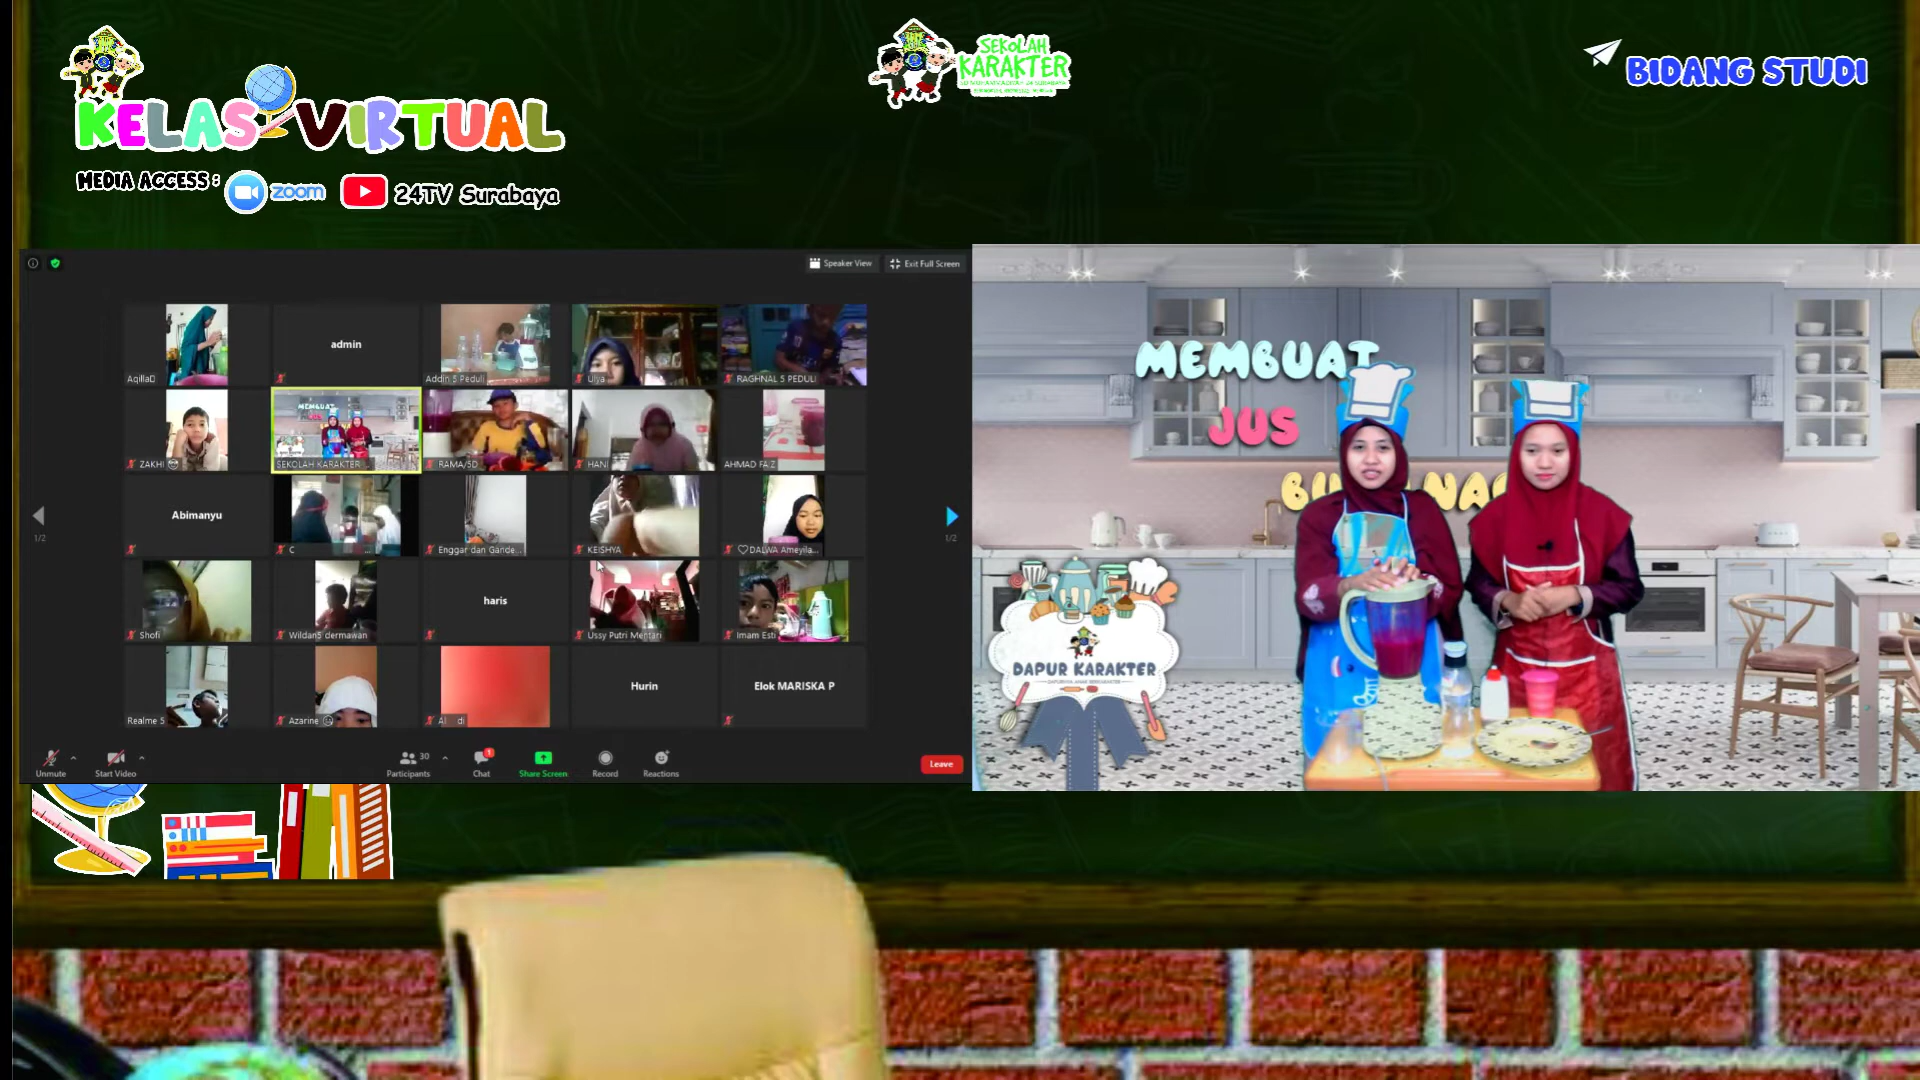 KELAS VIRTUAL
MEDIA ACCESS :
zoom
24TV Surabaya
SEKOLAH
KARAKTER
BIDANG STUDI
Speaker View
Exit Full Screen
Aqilla
admin
Addin 5 Peduli
Ulya
RAGHNAL 5 PEDULI
ZAKHI
SEKOLAH KARAKTER
RAMA/5D
HANI
AHMAD FAIZ
Abimanyu
C ...
Enggar dan Gande...
KEISHYA
DALWA Ameyila...
Shofi
Wildan5 dermawan
haris
Ussy Putri Mentari
Imam Esti
Realme 5
Azarine
Al di
Hurin
Elok MARISKA P
1/2
1/2
Unmute
Start Video
Participants
30
Chat
1
Share Screen
Record
Reactions
Leave
MEMBUAT
JUS
DAPUR KARAKTER